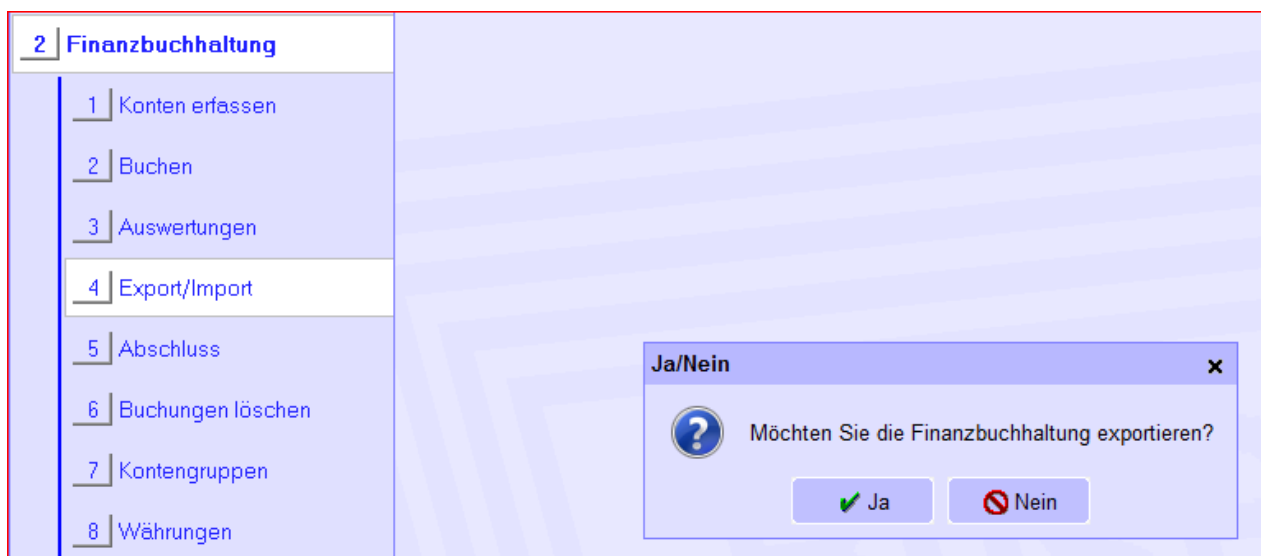 2 Finanzbuchhaltung
1 Konten erfassen
2 Buchen
3 Auswertungen
4 Export/Import
5 Abschluss
6 Buchungen löschen
7 Kontengruppen
8 Währungen
Ja/Nein x
Möchten Sie die Finanzbuchhaltung exportieren?
Ja Nein